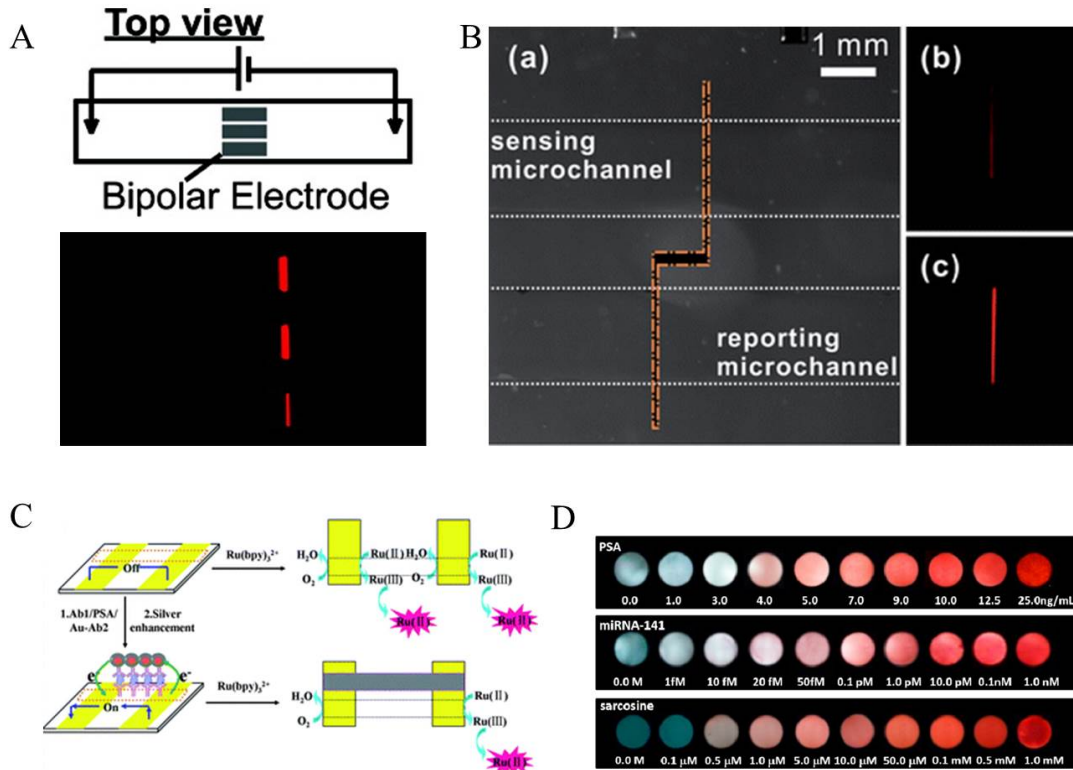 A
Top view
Bipolar Electrode
B
(a)
1 mm
sensing
microchannel
reporting
microchannel
(b)
(c)
C
Off
Ru(bpy)₃²⁺
H₂O
O₂
Ru(II)
Ru(III)
H₂O
O₂
Ru(II)
Ru(III)
Ru(II)
Ru(II)
1.Ab1/PSA/
Au-Ab2
2.Silver
enhancement
e⁻
e⁻
On
Ru(bpy)₃²⁺
H₂O
O₂
Ru(II)
Ru(III)
Ru(II)
D
PSA
0.0 1.0 3.0 4.0 5.0 7.0 9.0 10.0 12.5 25.0ng/mL
miRNA-141
0.0 M 1fM 10 fM 20 fM 50fM 0.1 pM 1.0 pM 10.0 pM 0.1nM 1.0 nM
sarcosine
0.0 M 0.1 μM 0.5 μM 1.0 μM 5.0 μM 10.0 μM 50.0 μM 0.1 mM 0.5 mM 1.0 mM